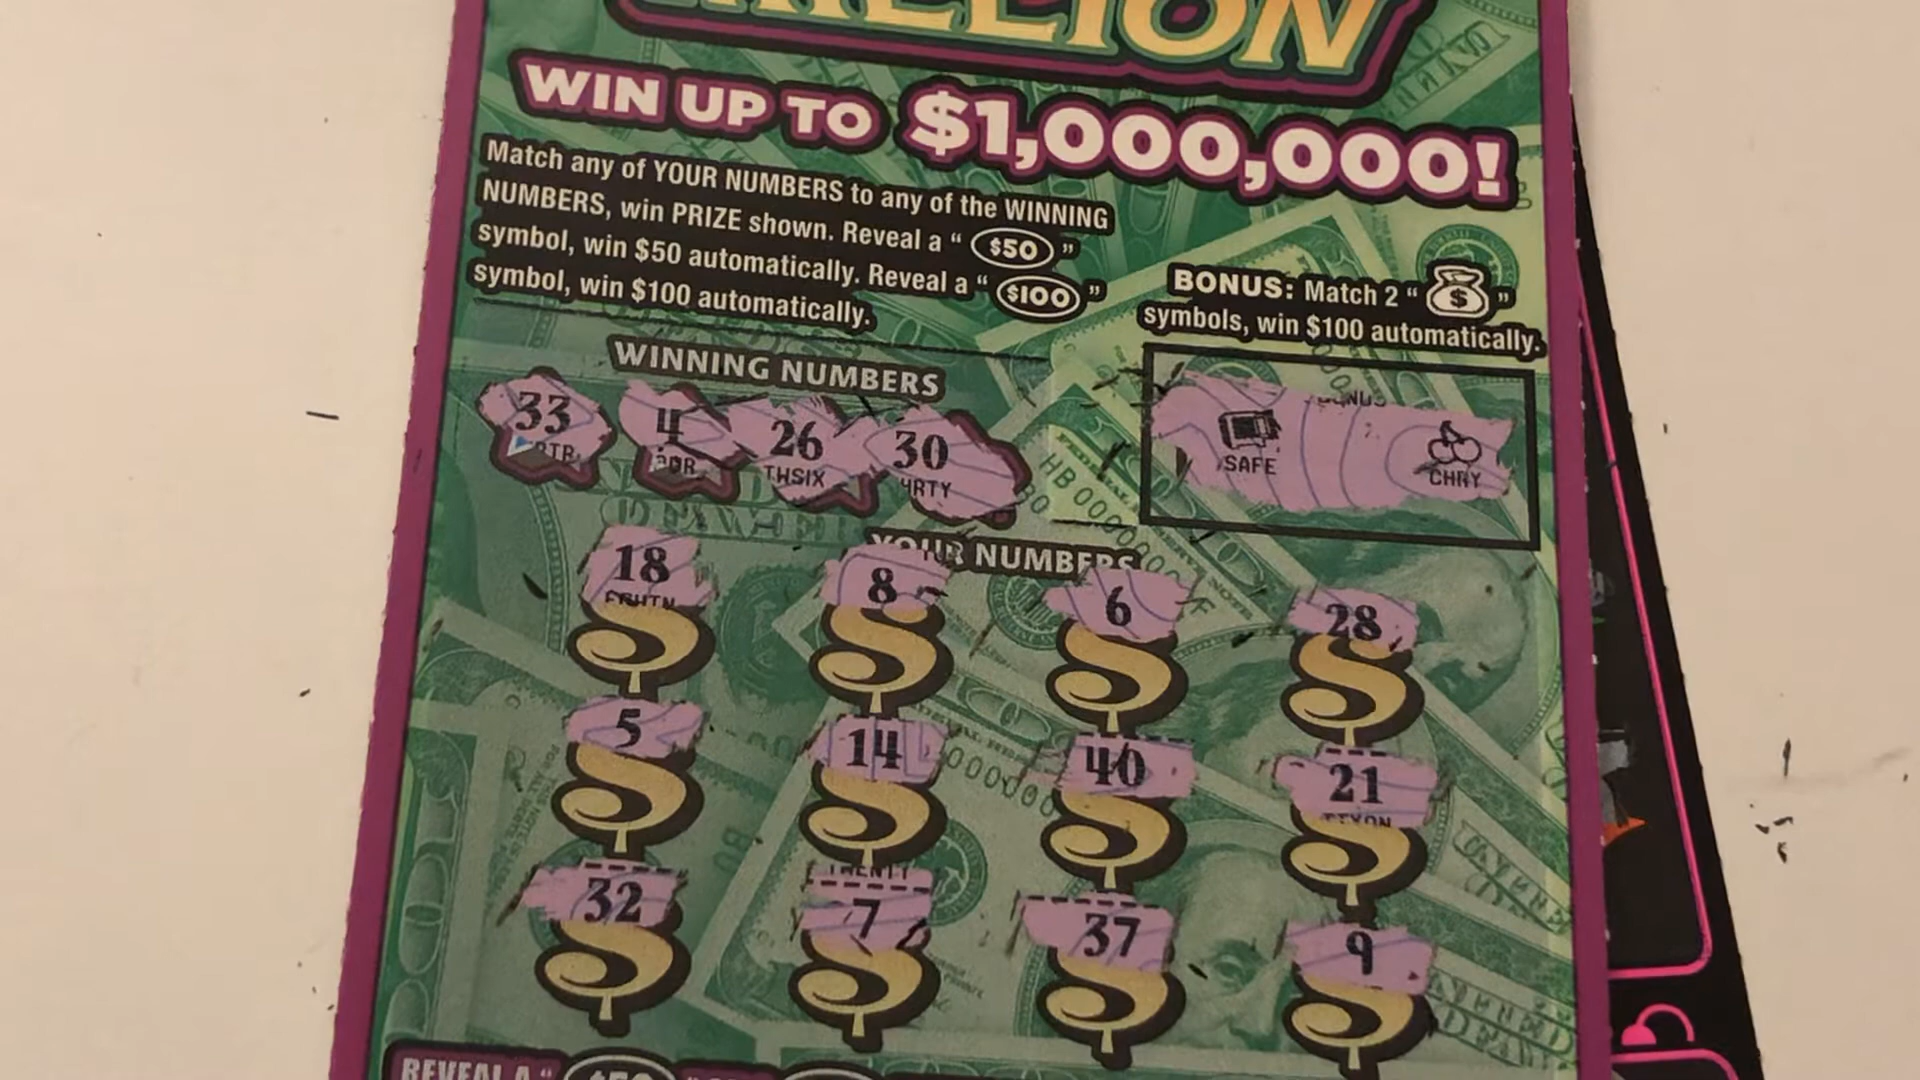 MILLION
WIN UP TO $1,000,000!
Match any of YOUR NUMBERS to any of the WINNING
NUMBERS, win PRIZE shown. Reveal a “ $50 ”
symbol, win $50 automatically. Reveal a “ $100 ”
symbol, win $100 automatically.
BONUS: Match 2 “ $ ”
symbols, win $100 automatically.
WINNING NUMBERS
33 4 26 30
THSIX
SAFE CHRY
YOUR NUMBERS
18 8 6 28
5 14 40 21
32 7 37 9
REVEAL A “ $50